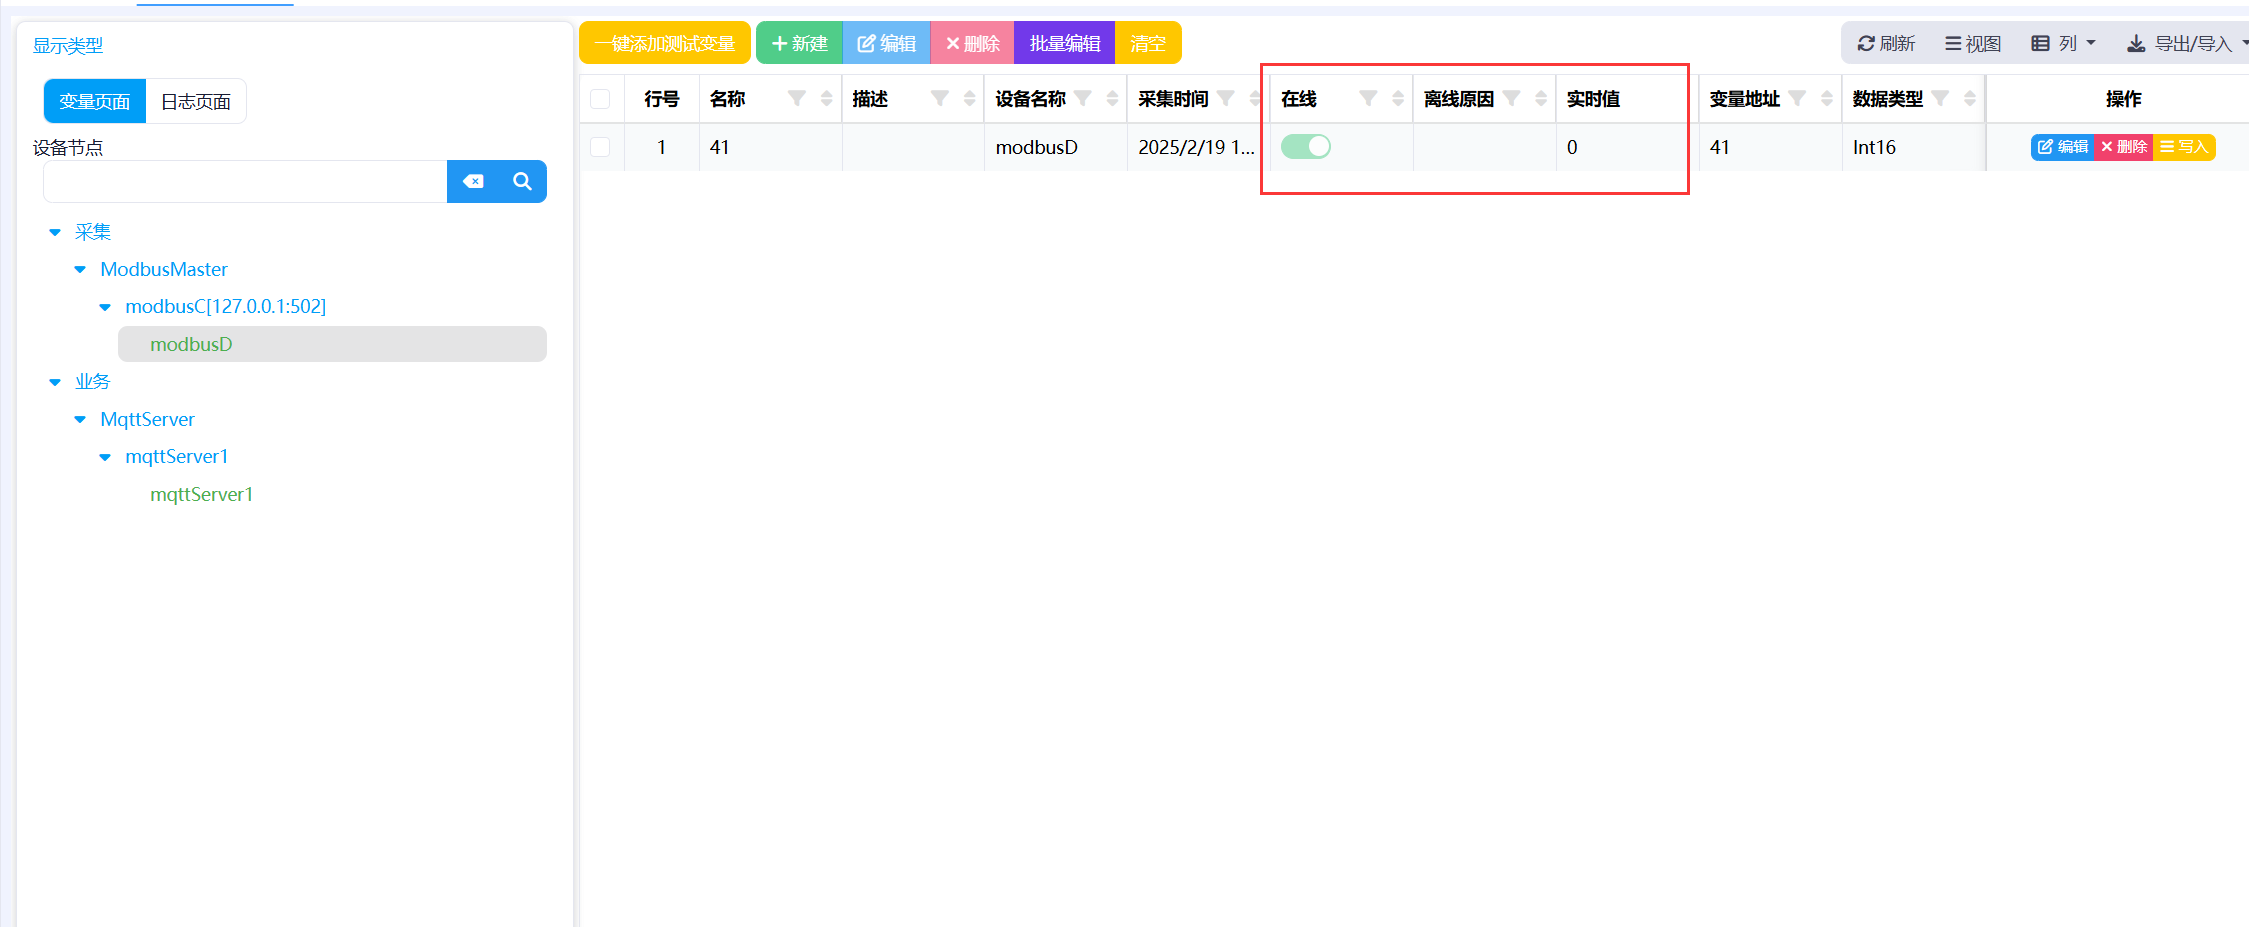 显示类型
变量页面 日志页面
设备节点
采集
ModbusMaster
modbusC[127.0.0.1:502]
modbusD
业务
MqttServer
mqttServer1
mqttServer1
一键添加测试变量 新建 编辑 删除 批量编辑 清空 刷新 视图 列 导出/导入
行号 名称 描述 设备名称 采集时间 在线 离线原因 实时值 变量地址 数据类型 操作
1 41 modbusD 2025/2/19 1... 0 41 Int16 编辑 删除 写入